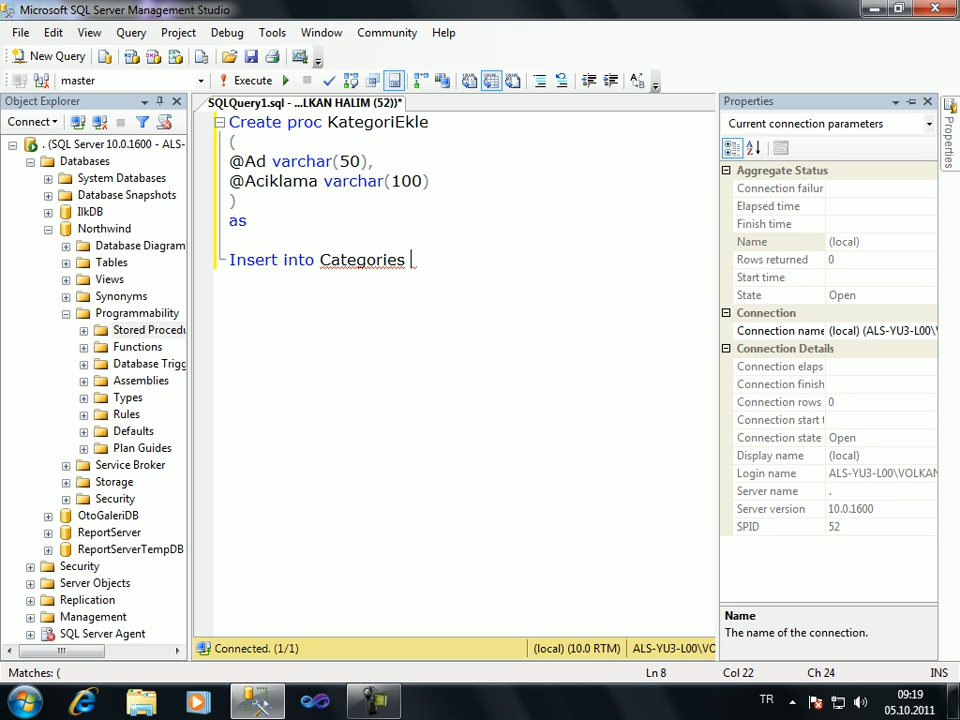 Microsoft SQL Server Management Studio
File Edit View Query Project Debug Tools Window Community Help
New Query
master Execute
Object Explorer
Connect
. (SQL Server 10.0.1600 - ALS-
Databases
System Databases
Database Snapshots
IlkDB
Northwind
Database Diagram
Tables
Views
Synonyms
Programmability
Stored Procedu
Functions
Database Trigg
Assemblies
Types
Rules
Defaults
Plan Guides
Service Broker
Storage
Security
OtoGaleriDB
ReportServer
ReportServerTempDB
Security
Server Objects
Replication
Management
SQL Server Agent
SQLQuery1.sql - ...LKAN HALIM (52))*
Create proc KategoriEkle
(
@Ad varchar(50),
@Aciklama varchar(100)
)
as
Insert into Categories
Connected. (1/1) (local) (10.0 RTM) ALS-YU3-L00\VO
Properties
Current connection parameters
Aggregate Status
Connection failur
Elapsed time
Finish time
Name (local)
Rows returned 0
Start time
State Open
Connection
Connection name (local) (ALS-YU3-L00\
Connection Details
Connection elaps
Connection finish
Connection rows 0
Connection start t
Connection state Open
Display name (local)
Login name ALS-YU3-L00\VOLKAN
Server name .
Server version 10.0.1600
SPID 52
Name
The name of the connection.
Properties
Matches: ( Ln 8 Col 22 Ch 24 INS
TR 09:19
05.10.2011